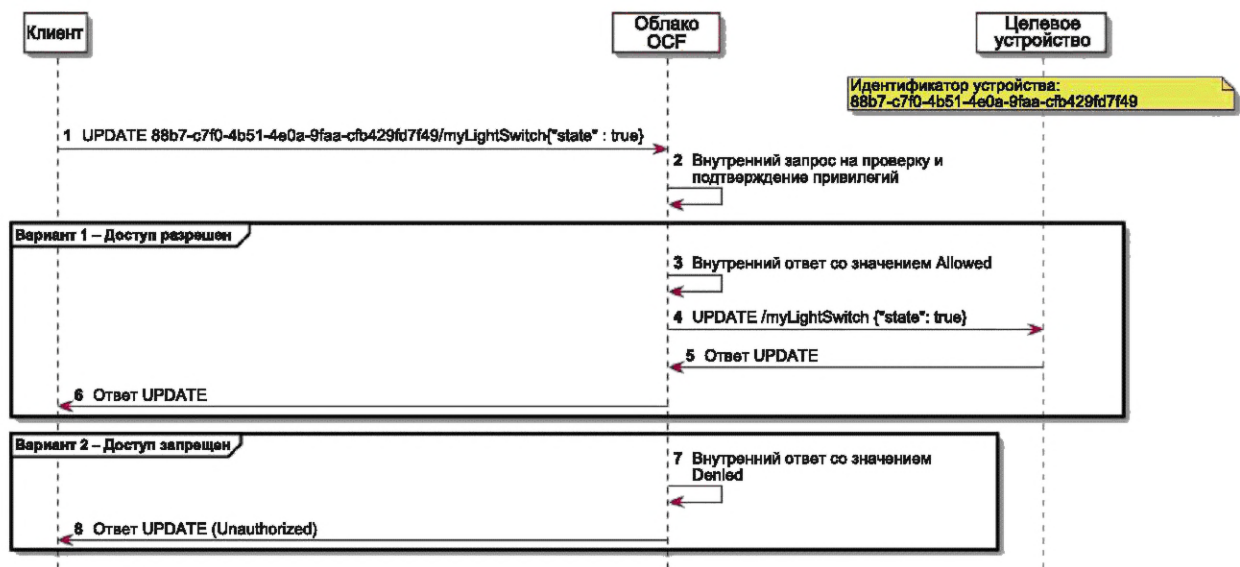 Клиент
Облако
OCF
Целевое
устройство
Идентификатор устройства:
88b7-c7f0-4b51-4e0a-9faa-cfb429fd7f49
1 UPDATE 88b7-c7f0-4b51-4e0a-9faa-cfb429fd7f49/myLightSwitch{"state" : true}
2 Внутренний запрос на проверку и
подтверждение привилегий
Вариант 1 – Доступ разрешен
3 Внутренний ответ со значением Allowed
4 UPDATE /myLightSwitch {"state": true}
5 Ответ UPDATE
6 Ответ UPDATE
Вариант 2 – Доступ запрещен
7 Внутренний ответ со значением
Denied
8 Ответ UPDATE (Unauthorized)